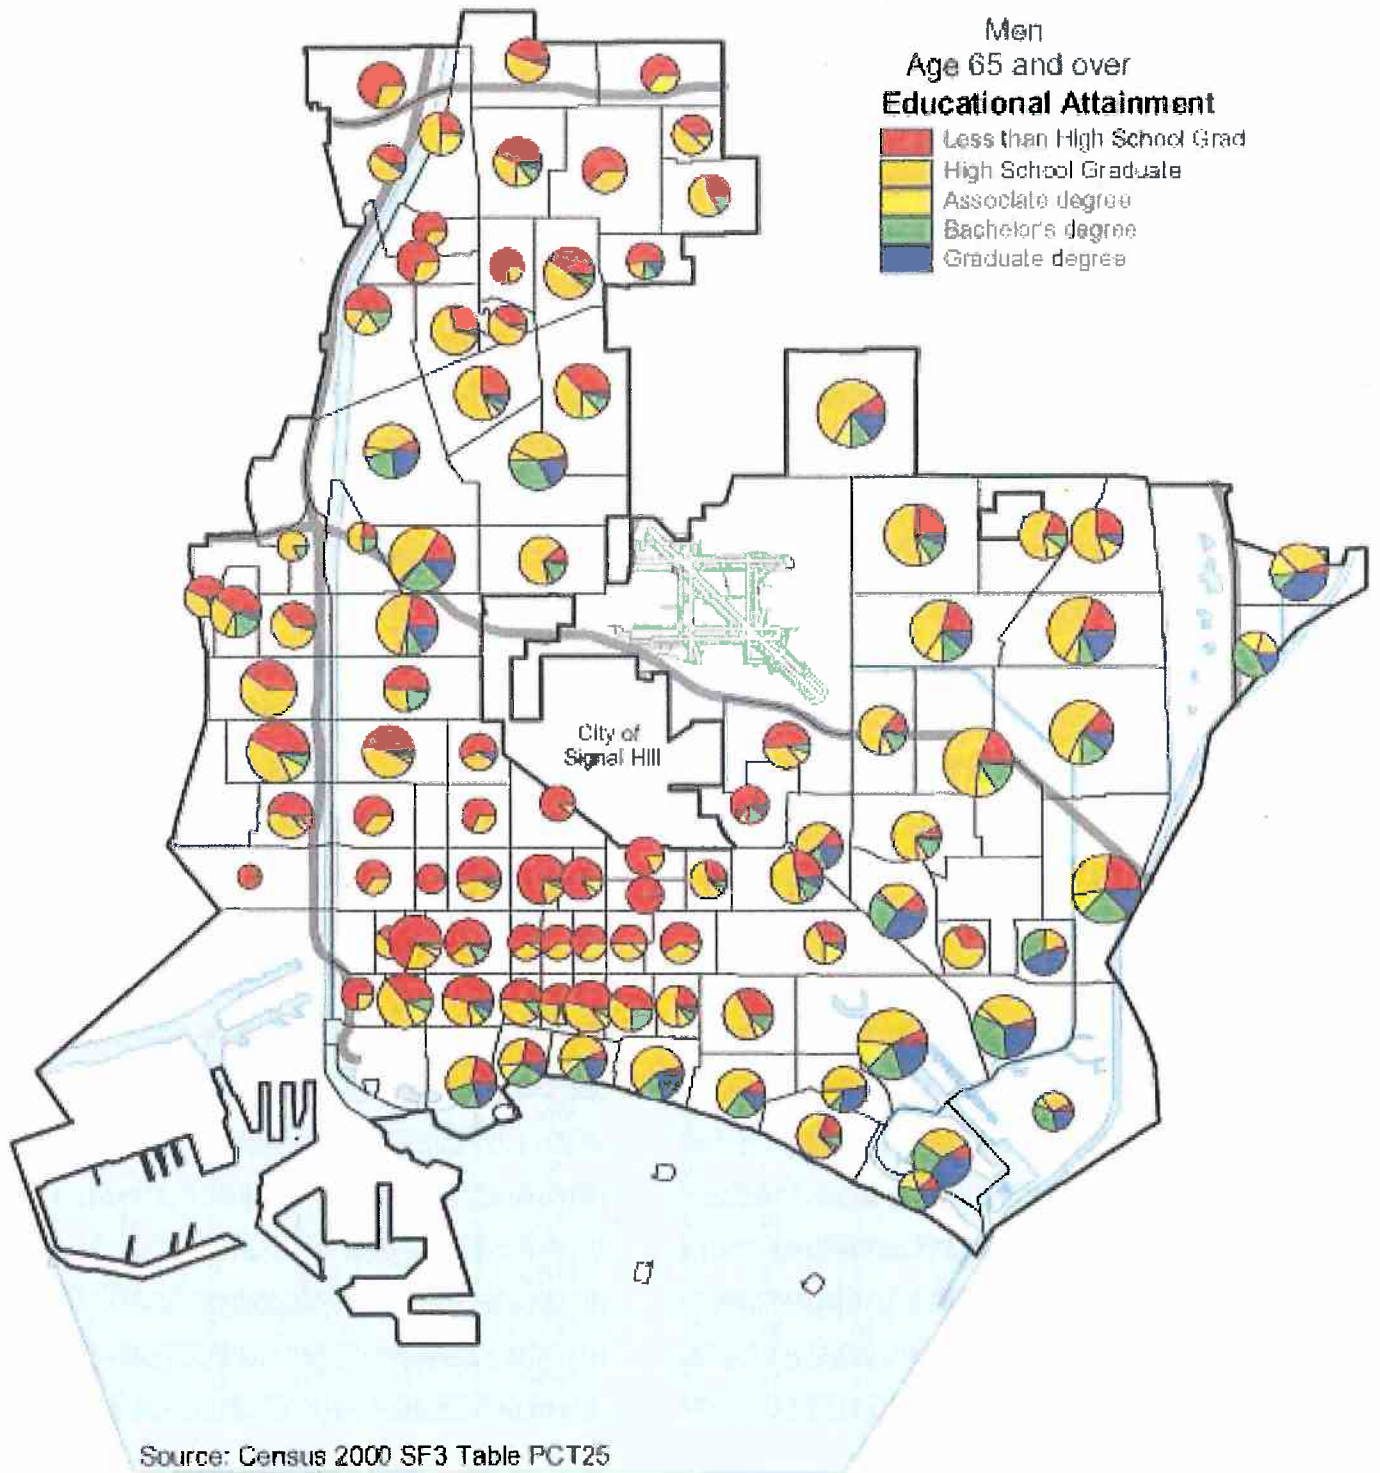 Men
Age 65 and over
Educational Attainment
Less than High School Grad
High School Graduate
Associate degree
Bachelor's degree
Graduate degree
City of
Signal Hill
Source: Census 2000 SF3 Table PCT25